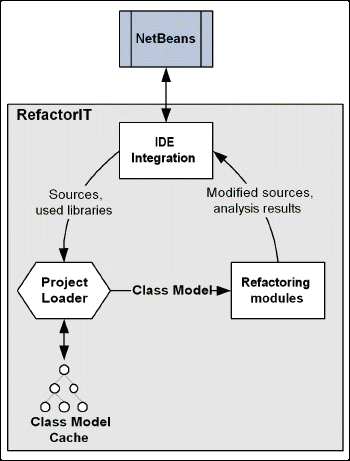 NetBeans
RefactorIT
IDE
Integration
Sources,
used libraries
Modified sources,
analysis results
Project
Loader
Class Model
Refactoring
modules
Class Model
Cache